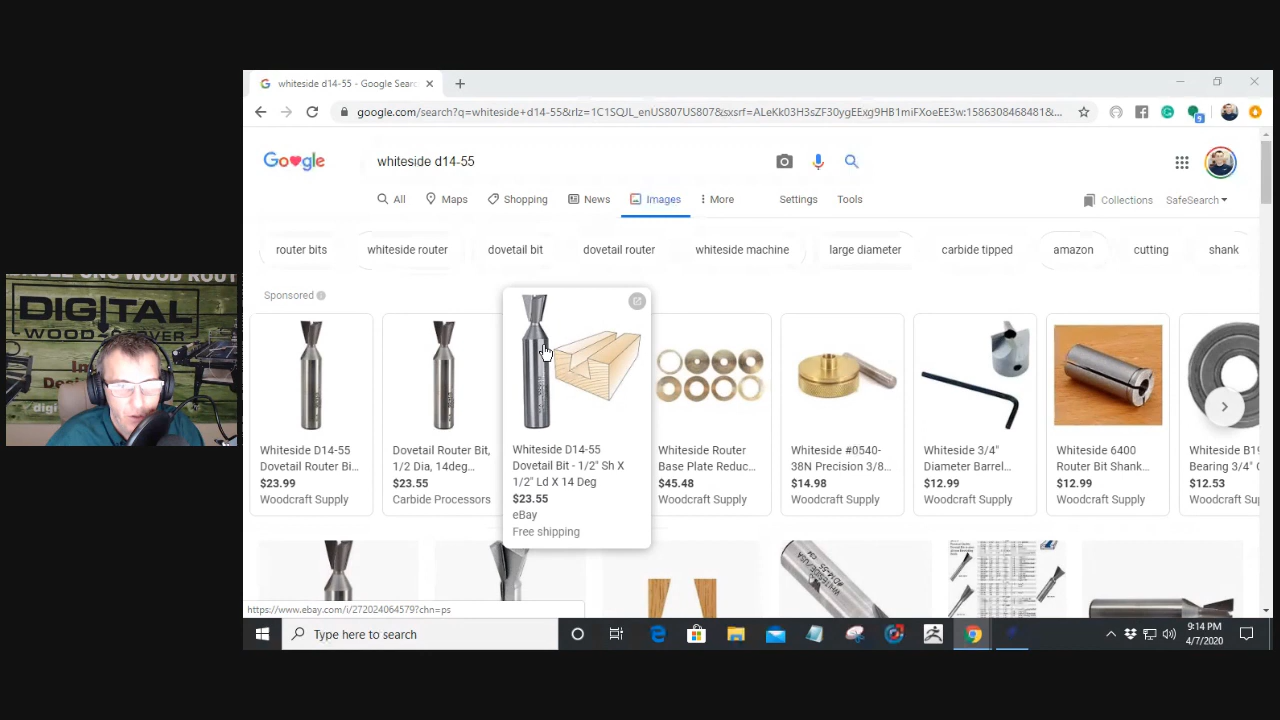 whiteside d14-55 - Google Searc
google.com/search?q=whiteside+d14-55&rlz=1C1SQJL_enUS807US807&sxsrf=ALeKk03H3sZF30ygEExg9HB1miFXoeEE3w:1586308468481&...
9
Google
whiteside d14-55
All
Maps
Shopping
News
Images
More
Settings
Tools
Collections
SafeSearch
router bits
whiteside router
dovetail bit
dovetail router
whiteside machine
large diameter
carbide tipped
amazon
cutting
shank
Sponsored
Whiteside D14-55
Dovetail Router Bi...
$23.99
Woodcraft Supply
Dovetail Router Bit,
1/2 Dia, 14deg...
$23.55
Carbide Processors
Whiteside D14-55
Dovetail Bit - 1/2" Sh X
1/2" Ld X 14 Deg
$23.55
eBay
Free shipping
Whiteside Router
Base Plate Reduc...
$45.48
Woodcraft Supply
Whiteside #0540-
38N Precision 3/8...
$14.98
Woodcraft Supply
Whiteside 3/4"
Diameter Barrel...
$12.99
Woodcraft Supply
Whiteside 6400
Router Bit Shank...
$12.99
Woodcraft Supply
Whiteside B19
Bearing 3/4"
$12.53
Woodcraft
DIGITAL
WOOD
CARVER
https://www.ebay.com/i/272024064579?chn=ps
Type here to search
9:14 PM
4/7/2020